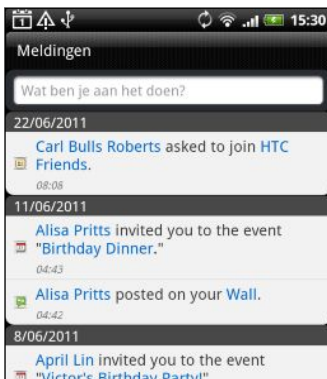 15:30
Meldingen
Wat ben je aan het doen?
22/06/2011
Carl Bulls Roberts asked to join HTC
Friends.
08:08
11/06/2011
Alisa Pritts invited you to the event
"Birthday Dinner."
04:43
Alisa Pritts posted on your Wall.
04:42
8/06/2011
April Lin invited you to the event
"Victor's Birthday Party!"